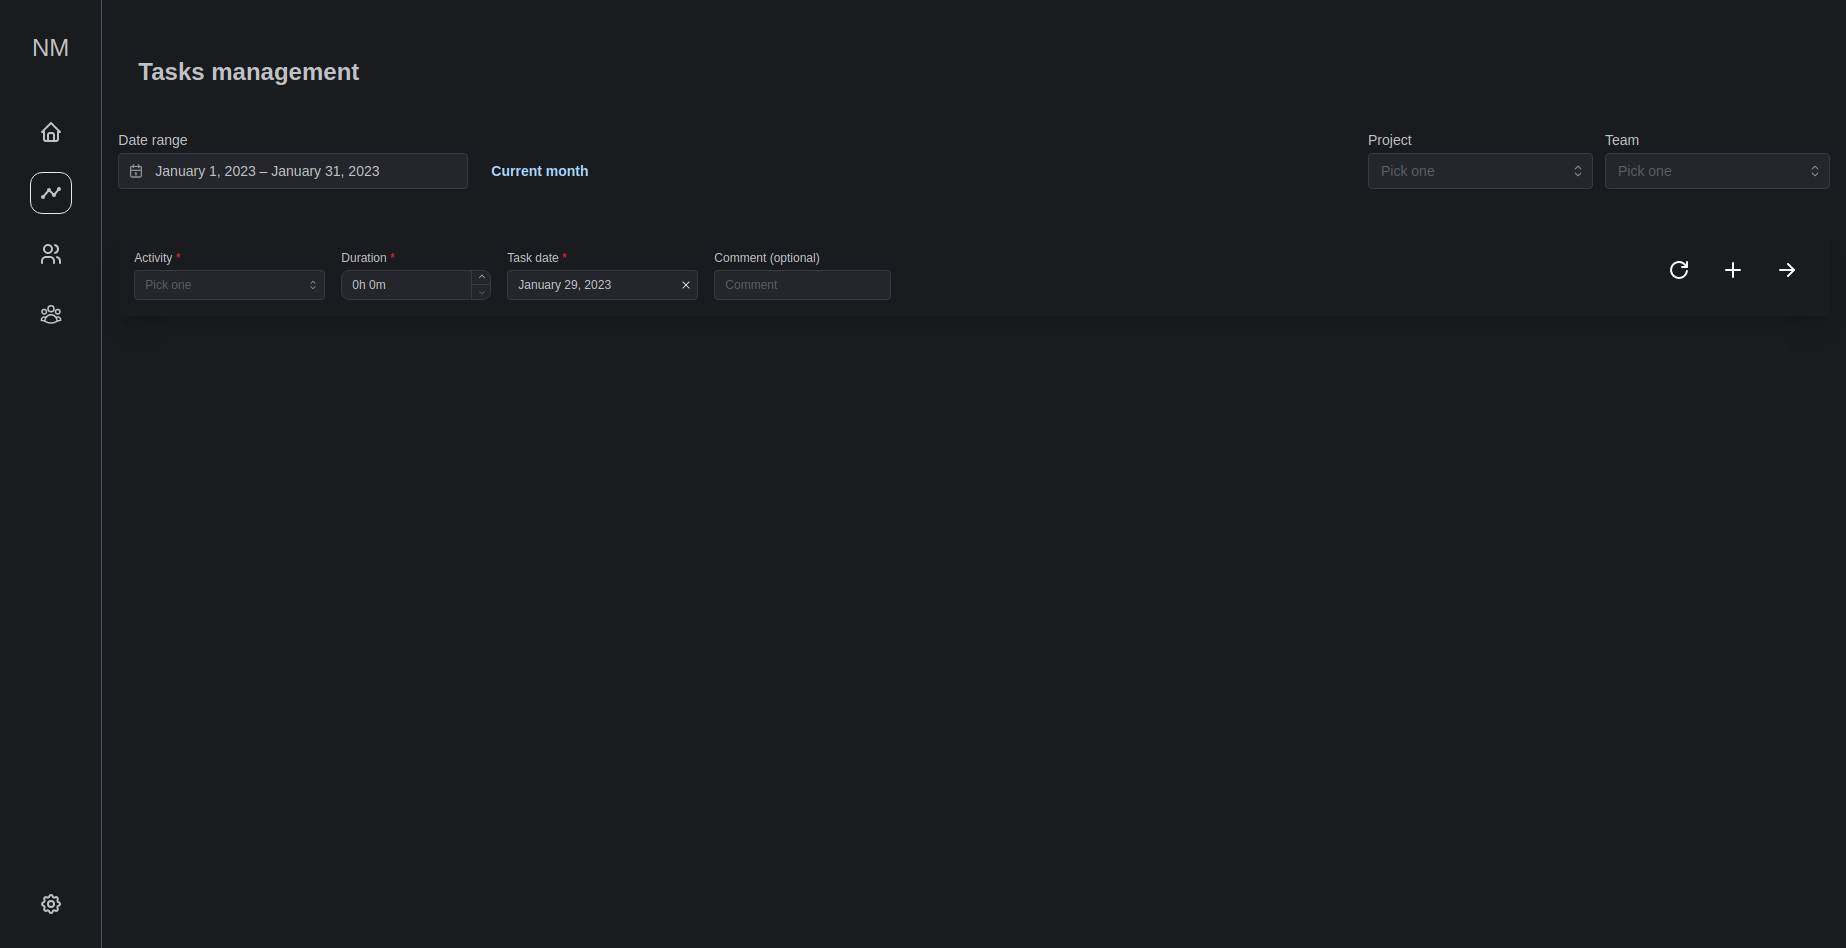 NM
Tasks management
Date range
January 1, 2023 – January 31, 2023
Current month
Project
Pick one
Team
Pick one
Activity *
Pick one
Duration *
0h 0m
Task date *
January 29, 2023
Comment (optional)
Comment